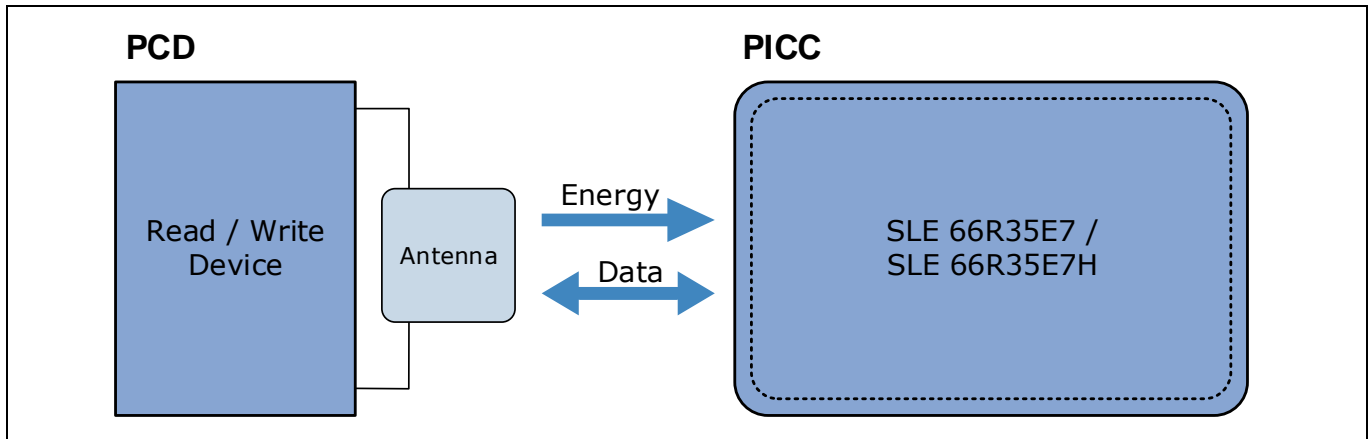 PCD
PICC
Read / Write
Device
Antenna
Energy
Data
SLE 66R35E7 /
SLE 66R35E7H